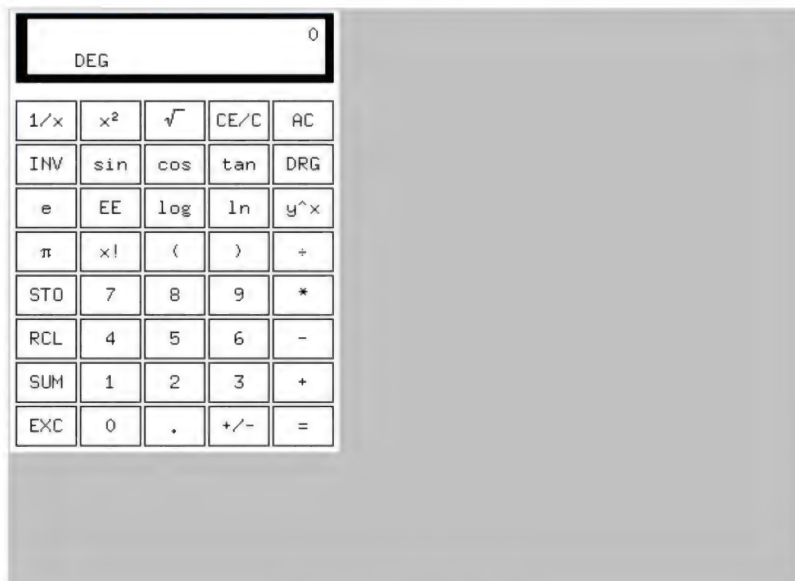 0
DEG
1/x x² √ CE/C AC
INV sin cos tan DRG
e EE log ln y^x
π x! ( ) ÷
STO 7 8 9 *
RCL 4 5 6 -
SUM 1 2 3 +
EXC 0 . +/- =